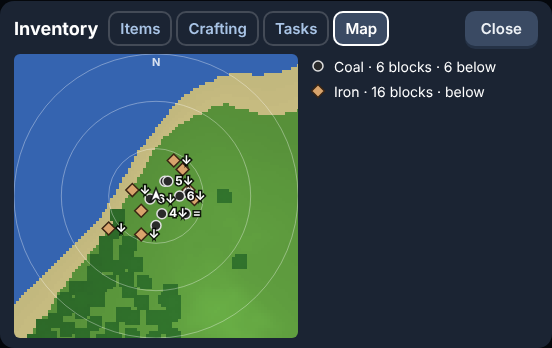 Inventory Items Crafting Tasks Map Close
N
Coal · 6 blocks · 6 below
Iron · 16 blocks · below
↓
5↓
↓ 3↓ 6↓
4↓ =
↓
↓